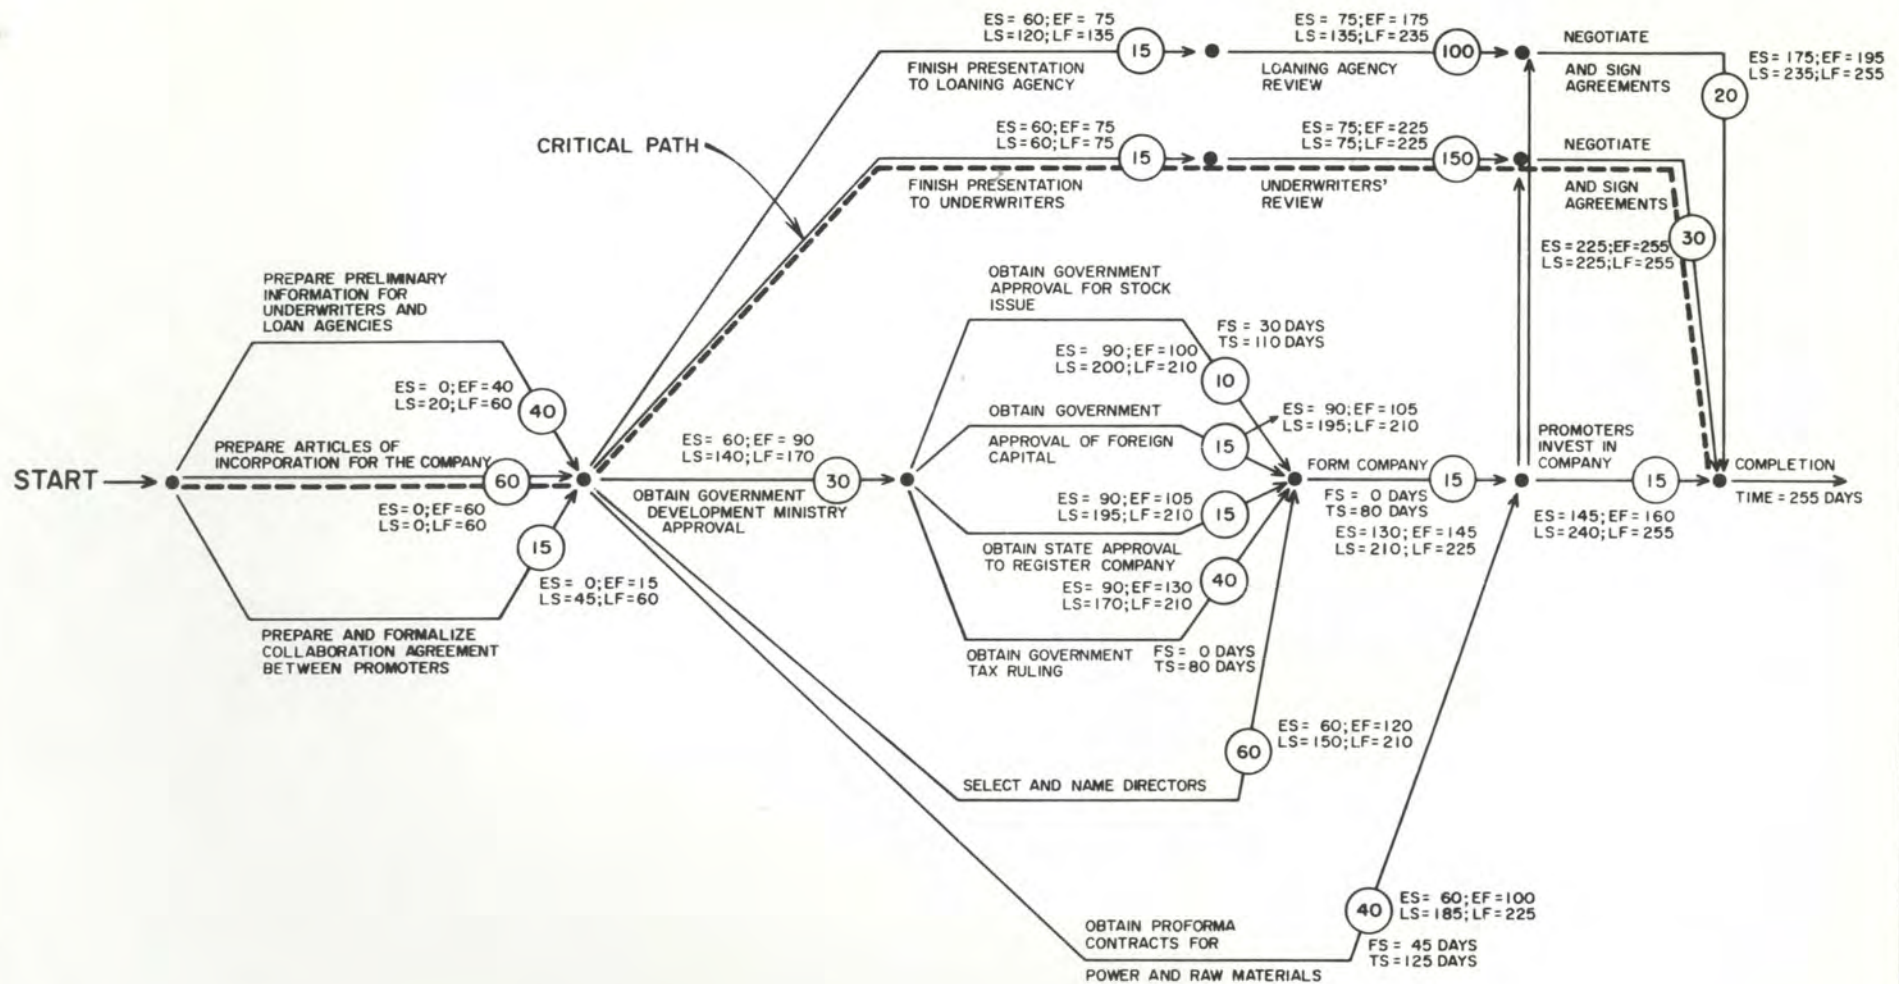 ES= 60;EF= 75
LS=120;LF=135
15
FINISH PRESENTATION
TO LOANING AGENCY
ES= 75;EF=175
LS=135;LF=235
100
LOANING AGENCY
REVIEW
NEGOTIATE
AND SIGN
AGREEMENTS
20
ES=175;EF=195
LS=235;LF=255
CRITICAL PATH
ES=60;EF=75
LS=60;LF=75
15
FINISH PRESENTATION
TO UNDERWRITERS
ES=75;EF=225
LS=75;LF=225
150
UNDERWRITERS'
REVIEW
NEGOTIATE
AND SIGN
AGREEMENTS
30
ES=225;EF=255
LS=225;LF=255
PREPARE PRELIMINARY
INFORMATION FOR
UNDERWRITERS AND
LOAN AGENCIES
ES= 0;EF=40
LS=20;LF=60
40
START
PREPARE ARTICLES OF
INCORPORATION FOR THE COMPANY
60
ES=0;EF=60
LS=0;LF=60
15
ES= 0;EF=15
LS=45;LF=60
PREPARE AND FORMALIZE
COLLABORATION AGREEMENT
BETWEEN PROMOTERS
ES= 60;EF= 90
LS=140;LF=170
30
OBTAIN GOVERNMENT
DEVELOPMENT MINISTRY
APPROVAL
OBTAIN GOVERNMENT
APPROVAL FOR STOCK
ISSUE
FS = 30 DAYS
TS=110 DAYS
ES= 90;EF=100
LS=200;LF=210
10
OBTAIN GOVERNMENT
APPROVAL OF FOREIGN
CAPITAL
15
ES= 90;EF=105
LS=195;LF=210
ES= 90;EF=105
LS=195;LF=210
15
OBTAIN STATE APPROVAL
TO REGISTER COMPANY
ES= 90;EF=130
LS=170;LF=210
40
OBTAIN GOVERNMENT
TAX RULING
FS= 0 DAYS
TS=80 DAYS
FORM COMPANY
15
FS = 0 DAYS
TS=80 DAYS
ES=130;EF=145
LS=210;LF=225
PROMOTERS
INVEST IN
COMPANY
15
ES=145;EF=160
LS=240;LF=255
COMPLETION
TIME = 255 DAYS
60
ES= 60;EF=120
LS=150;LF=210
SELECT AND NAME DIRECTORS
40
ES= 60;EF=100
LS=185;LF=225
FS = 45 DAYS
TS=125 DAYS
OBTAIN PROFORMA
CONTRACTS FOR
POWER AND RAW MATERIALS